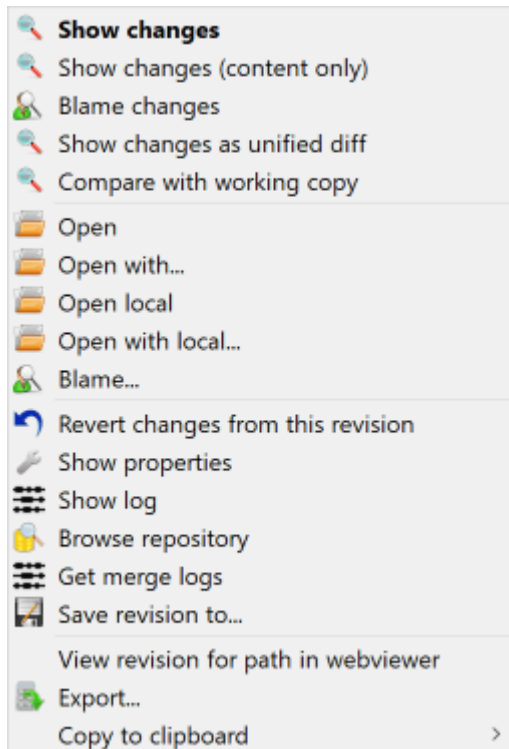 Show changes
Show changes (content only)
Blame changes
Show changes as unified diff
Compare with working copy
Open
Open with...
Open local
Open with local...
Blame...
Revert changes from this revision
Show properties
Show log
Browse repository
Get merge logs
Save revision to...
View revision for path in webviewer
Export...
Copy to clipboard